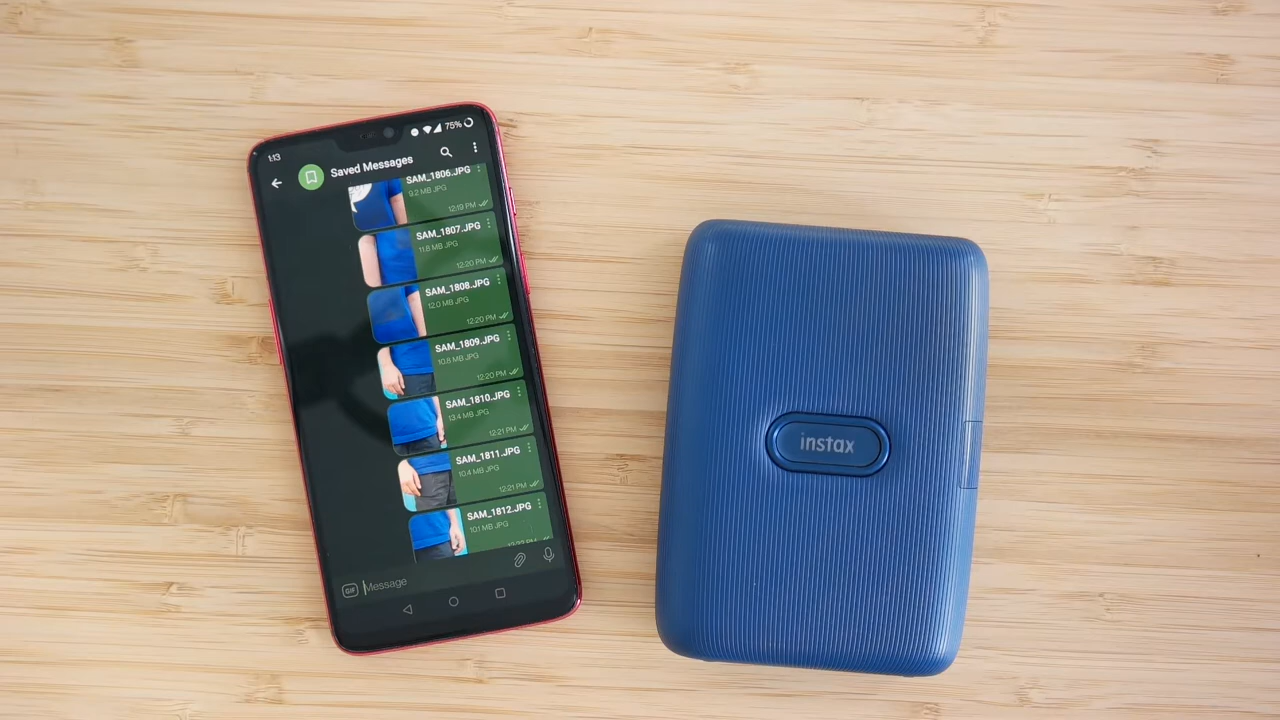 1:13
75%
Saved Messages
SAM_1806.JPG
9.2 MB JPG
12:19 PM
SAM_1807.JPG
11.8 MB JPG
12:20 PM
SAM_1808.JPG
12.0 MB JPG
12:20 PM
SAM_1809.JPG
10.8 MB JPG
12:20 PM
SAM_1810.JPG
13.4 MB JPG
12:21 PM
SAM_1811.JPG
10.4 MB JPG
12:21 PM
SAM_1812.JPG
10.1 MB JPG
GIF
Message
instax